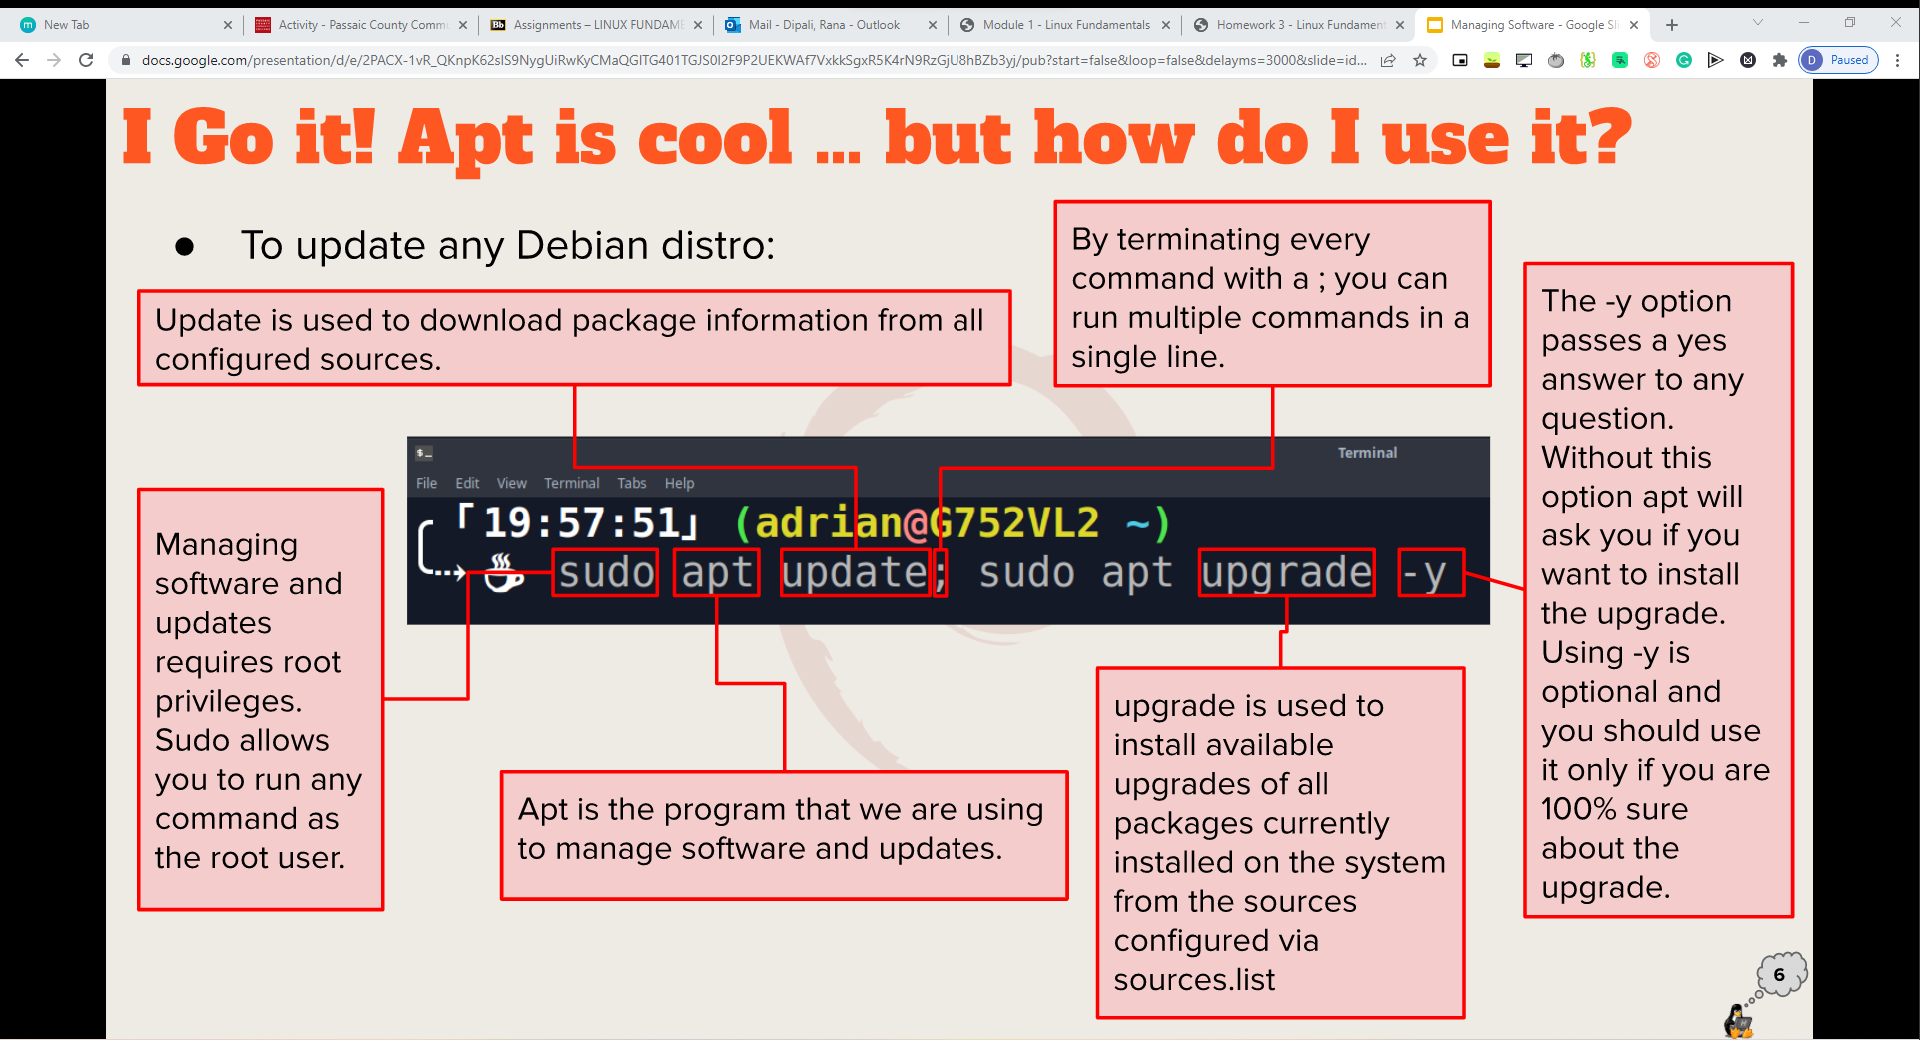 New Tab
Activity - Passaic County Commu
Bb Assignments – LINUX FUNDAME
Mail - Dipali, Rana - Outlook
Module 1 - Linux Fundamentals
Homework 3 - Linux Fundament
Managing Software - Google Sli
docs.google.com/presentation/d/e/2PACX-1vR_QKnpK62sIS9NygUiRwKyCMaQGITG401TGJS0I2F9P2UEKWAf7VxkkSgxR5K4rN9RzGjU8hBZb3yj/pub?start=false&loop=false&delayms=3000&slide=id...
D Paused
I Go it! Apt is cool ... but how do I use it?
● To update any Debian distro:
Update is used to download package information from all
configured sources.
By terminating every
command with a ; you can
run multiple commands in a
single line.
The -y option
passes a yes
answer to any
question.
Without this
option apt will
ask you if you
want to install
the upgrade.
Using -y is
optional and
you should use
it only if you are
100% sure
about the
upgrade.
$_
Terminal
File Edit View Terminal Tabs Help
「19:57:51」 (adrian@G752VL2 ~)
sudo apt update; sudo apt upgrade -y
Managing
software and
updates
requires root
privileges.
Sudo allows
you to run any
command as
the root user.
Apt is the program that we are using
to manage software and updates.
upgrade is used to
install available
upgrades of all
packages currently
installed on the system
from the sources
configured via
sources.list
6